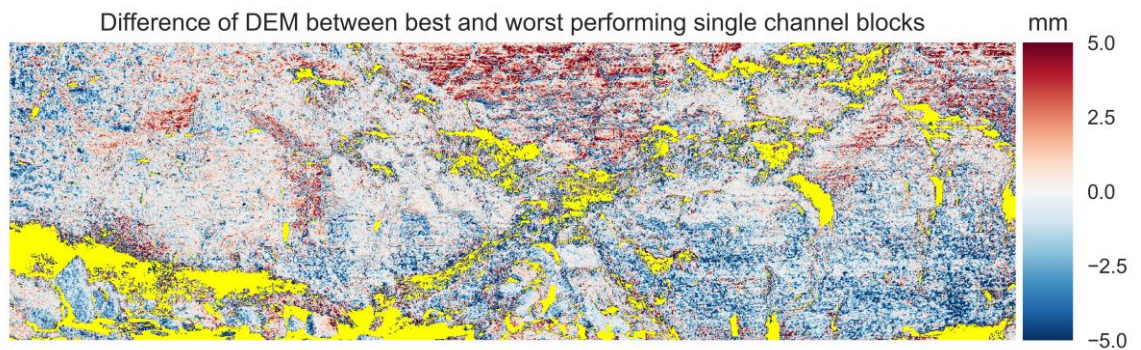 Difference of DEM between best and worst performing single channel blocks
mm
5.0
2.5
0.0
−2.5
−5.0